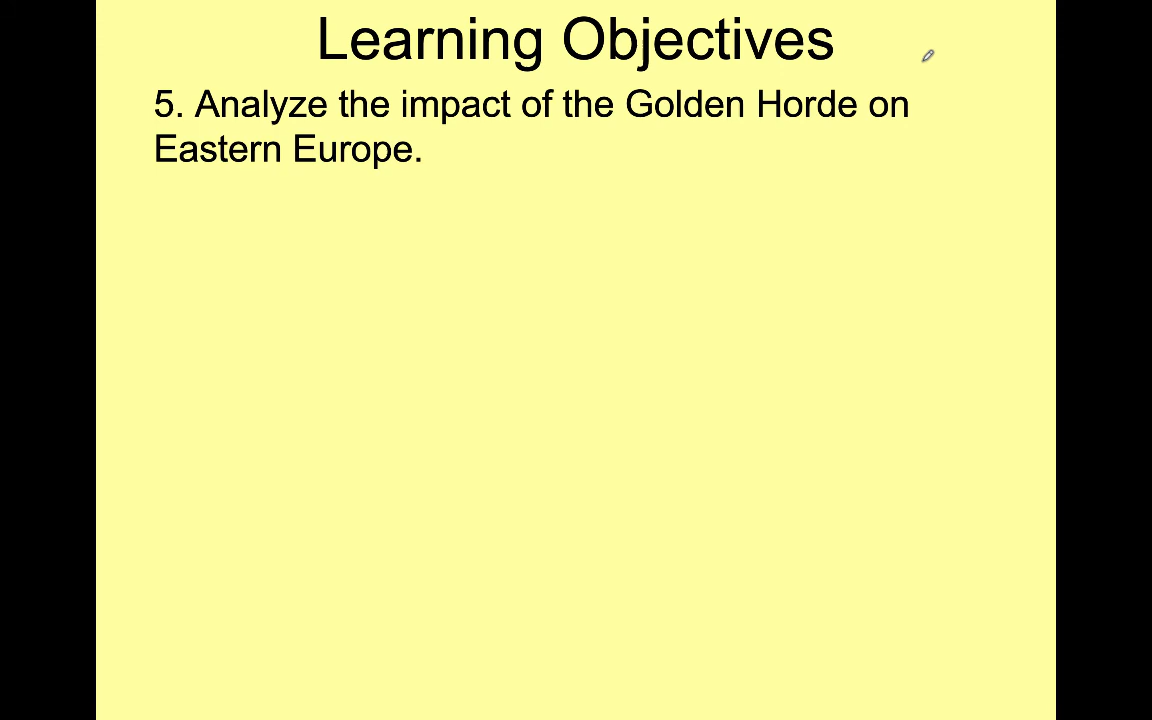 Learning Objectives
5. Analyze the impact of the Golden Horde on
Eastern Europe.